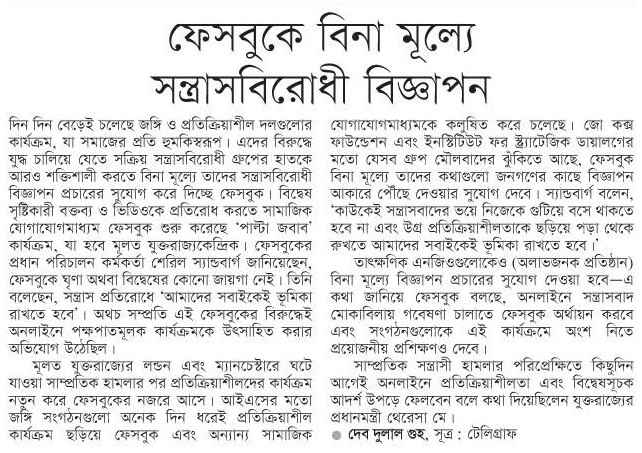 ফেসবুকে বিনা মূল্যে
সন্ত্রাসবিরোধী বিজ্ঞাপন
দিন দিন বেড়েই চলেছে জঙ্গি ও প্রতিক্রিয়াশীল দলগুলোর
কার্যক্রম, যা সমাজের প্রতি হুমকিস্বরূপ। এদের বিরুদ্ধে
যুদ্ধ চালিয়ে যেতে সক্রিয় সন্ত্রাসবিরোধী গ্রুপের হাতকে
আরও শক্তিশালী করতে বিনা মূল্যে তাদের সন্ত্রাসবিরোধী
বিজ্ঞাপন প্রচারের সুযোগ করে দিচ্ছে ফেসবুক। বিদ্বেষ
সৃষ্টিকারী বক্তব্য ও ভিডিওকে প্রতিরোধ করতে সামাজিক
যোগাযোগমাধ্যম ফেসবুক শুরু করেছে ‘পাল্টা জবাব’
কার্যক্রম, যা হবে মূলত যুক্তরাজ্যকেন্দ্রিক। ফেসবুকের
প্রধান পরিচালন কর্মকর্তা শেরিল স্যান্ডবার্গ জানিয়েছেন,
ফেসবুকে ঘৃণা অথবা বিদ্বেষের কোনো জায়গা নেই। তিনি
বলেছেন, সন্ত্রাস প্রতিরোধে ‘আমাদের সবাইকেই ভূমিকা
রাখতে হবে’। অথচ সম্প্রতি এই ফেসবুকের বিরুদ্ধেই
অনলাইনে পক্ষপাতমূলক কার্যক্রমকে উৎসাহিত করার
অভিযোগ উঠেছিল।
মূলত যুক্তরাজ্যের লন্ডন এবং ম্যানচেস্টারে ঘটে
যাওয়া সাম্প্রতিক হামলার পর প্রতিক্রিয়াশীলদের কার্যক্রম
নতুন করে ফেসবুকের নজরে আসে। আইএসের মতো
জঙ্গি সংগঠনগুলো অনেক দিন ধরেই প্রতিক্রিয়াশীল
কার্যক্রম ছড়িয়ে ফেসবুক এবং অন্যান্য সামাজিক
যোগাযোগমাধ্যমকে কলুষিত করে চলেছে। জো কক্স
ফাউন্ডেশন এবং ইনস্টিটিউট ফর স্ট্র্যাটেজিক ডায়ালগের
মতো যেসব গ্রুপ মৌলবাদের ঝুঁকিতে আছে, ফেসবুক
বিনা মূল্যে তাদের কথাগুলো জনগণের কাছে বিজ্ঞাপন
আকারে পৌঁছে দেওয়ার সুযোগ দেবে। স্যান্ডবার্গ বলেন,
‘কাউকেই সন্ত্রাসবাদের ভয়ে নিজেকে গুটিয়ে বসে থাকতে
হবে না এবং উগ্র প্রতিক্রিয়াশীলতাকে ছড়িয়ে পড়া থেকে
রুখতে আমাদের সবাইকেই ভূমিকা রাখতে হবে।’
তাৎক্ষণিক এনজিওগুলোকেও (অলাভজনক প্রতিষ্ঠান)
বিনা মূল্যে বিজ্ঞাপন প্রচারের সুযোগ দেওয়া হবে—এ
কথা জানিয়ে ফেসবুক বলছে, অনলাইনে সন্ত্রাসবাদ
মোকাবিলায় গবেষণা চালাতে ফেসবুক অর্থায়ন করবে
এবং সংগঠনগুলোকে এই কার্যক্রমে অংশ নিতে
প্রয়োজনীয় প্রশিক্ষণও দেবে।
সাম্প্রতিক সন্ত্রাসী হামলার পরিপ্রেক্ষিতে কিছুদিন
আগেই অনলাইনে প্রতিক্রিয়াশীলতা এবং বিদ্বেষসূচক
আদর্শ উপড়ে ফেলবেন বলে কথা দিয়েছিলেন যুক্তরাজ্যের
প্রধানমন্ত্রী থেরেসা মে।
● দেব দুলাল গুহ, সূত্র : টেলিগ্রাফ